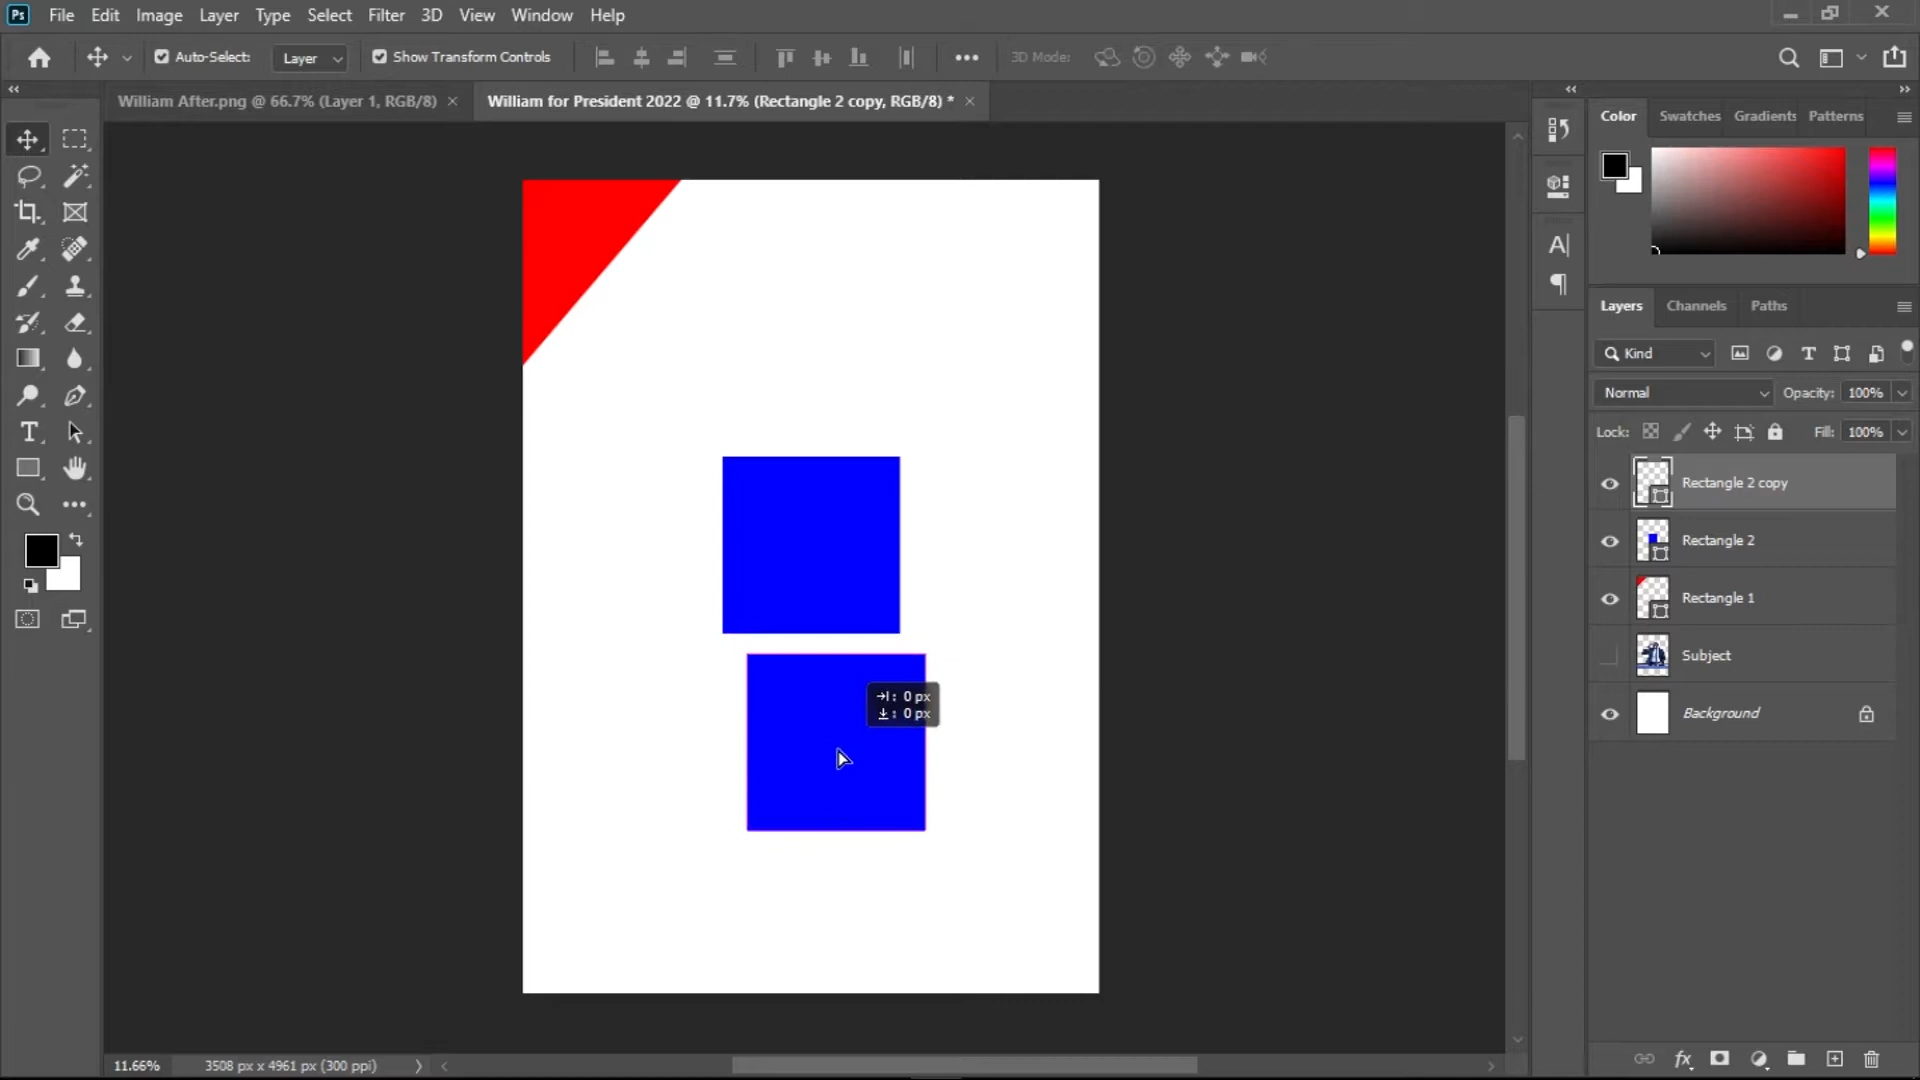 Ps File Edit Image Layer Type Select Filter 3D View Window Help
Auto-Select: Layer Show Transform Controls 3D Mode:
William After.png @ 66.7% (Layer 1, RGB/8) William for President 2022 @ 11.7% (Rectangle 2 copy, RGB/8) *
Color Swatches Gradients Patterns
Layers Channels Paths
Kind
Normal Opacity: 100%
Lock: Fill: 100%
Rectangle 2 copy
Rectangle 2
Rectangle 1
Subject
Background
: 0 px
: 0 px
11.66% 3508 px x 4961 px (300 ppi)